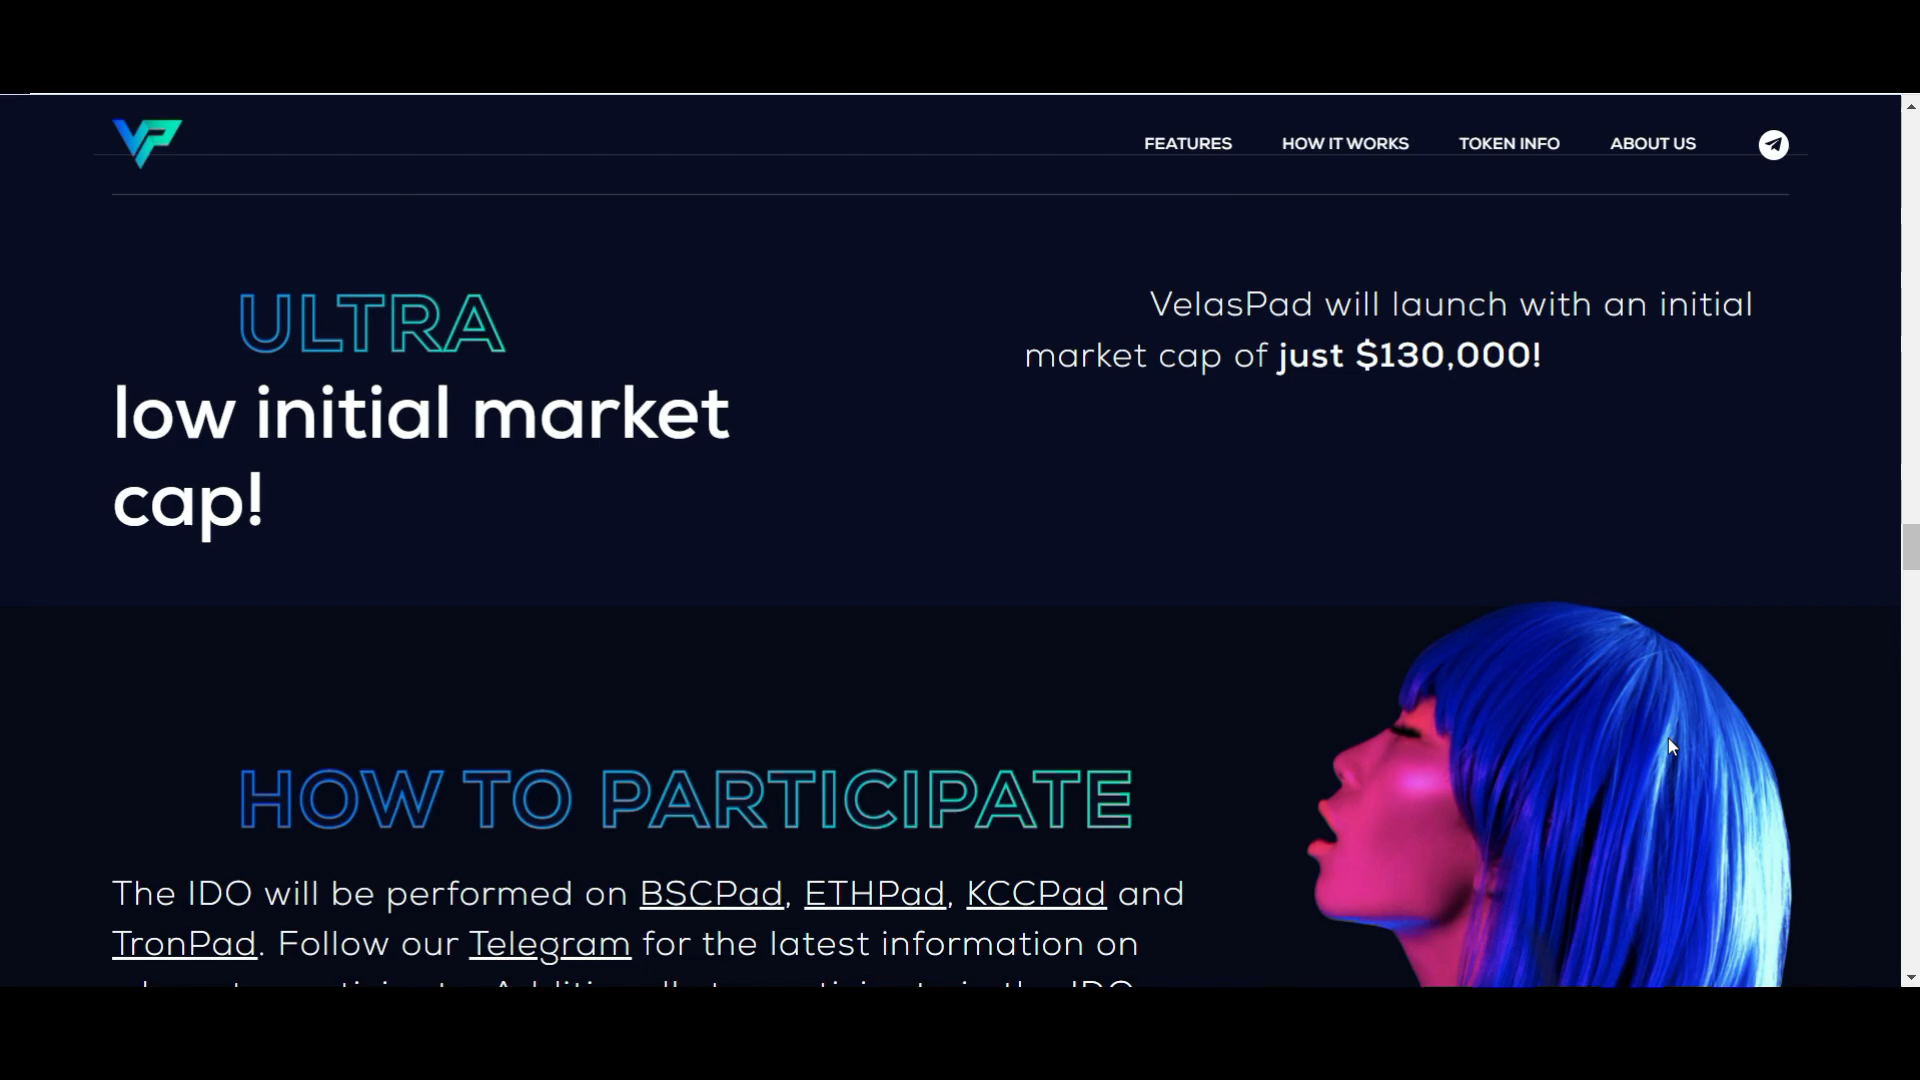 VP
FEATURES HOW IT WORKS TOKEN INFO ABOUT US
ULTRA
low initial market
cap!
VelasPad will launch with an initial
market cap of just $130,000!
HOW TO PARTICIPATE
The IDO will be performed on BSCPad, ETHPad, KCCPad and
TronPad. Follow our Telegram for the latest information on